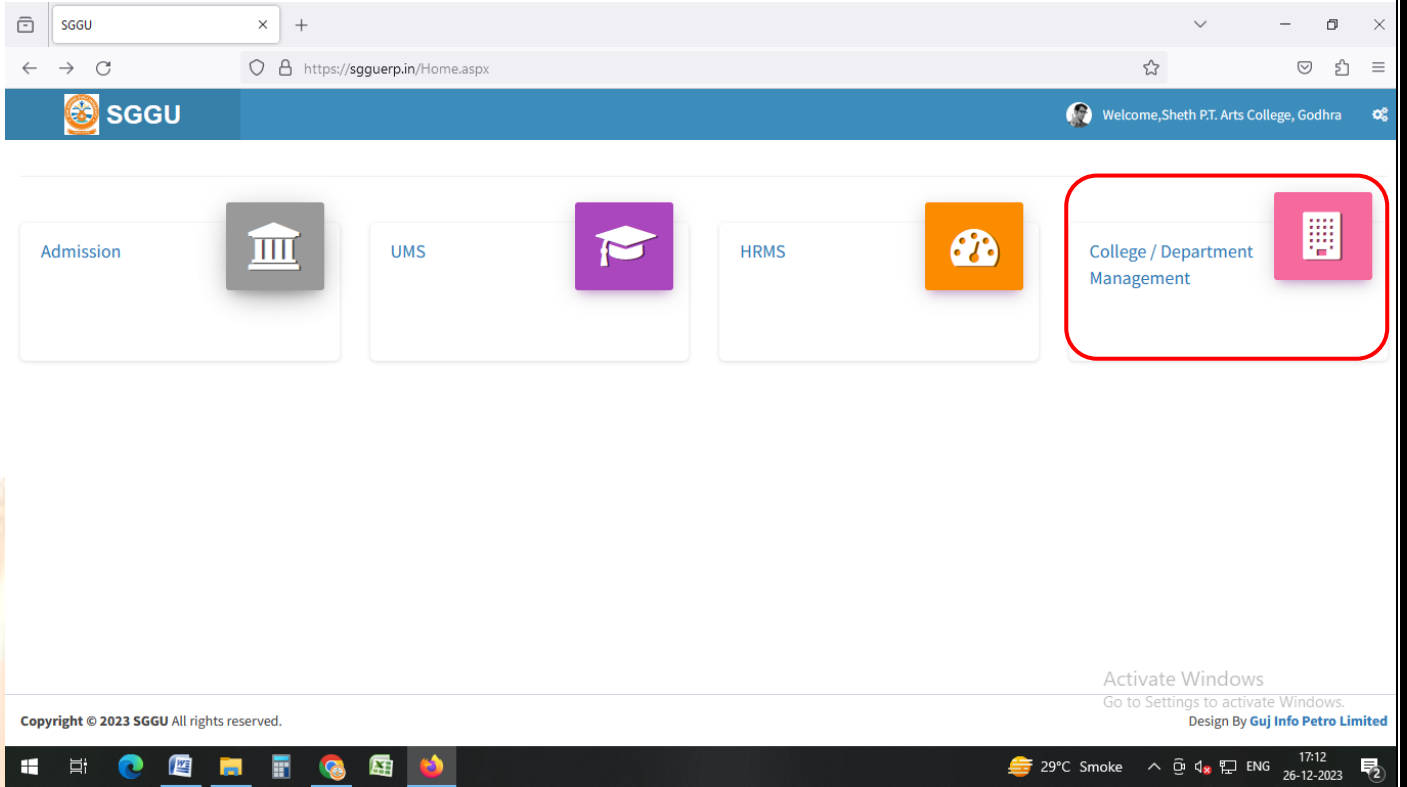 SGGU
https://sgguerp.in/Home.aspx
SGGU
Welcome,Sheth P.T. Arts College, Godhra
Admission
UMS
HRMS
College / Department
Management
Activate Windows
Go to Settings to activate Windows.
Copyright © 2023 SGGU All rights reserved.
Design By Guj Info Petro Limited
29°C Smoke
ENG
17:12
26-12-2023
2